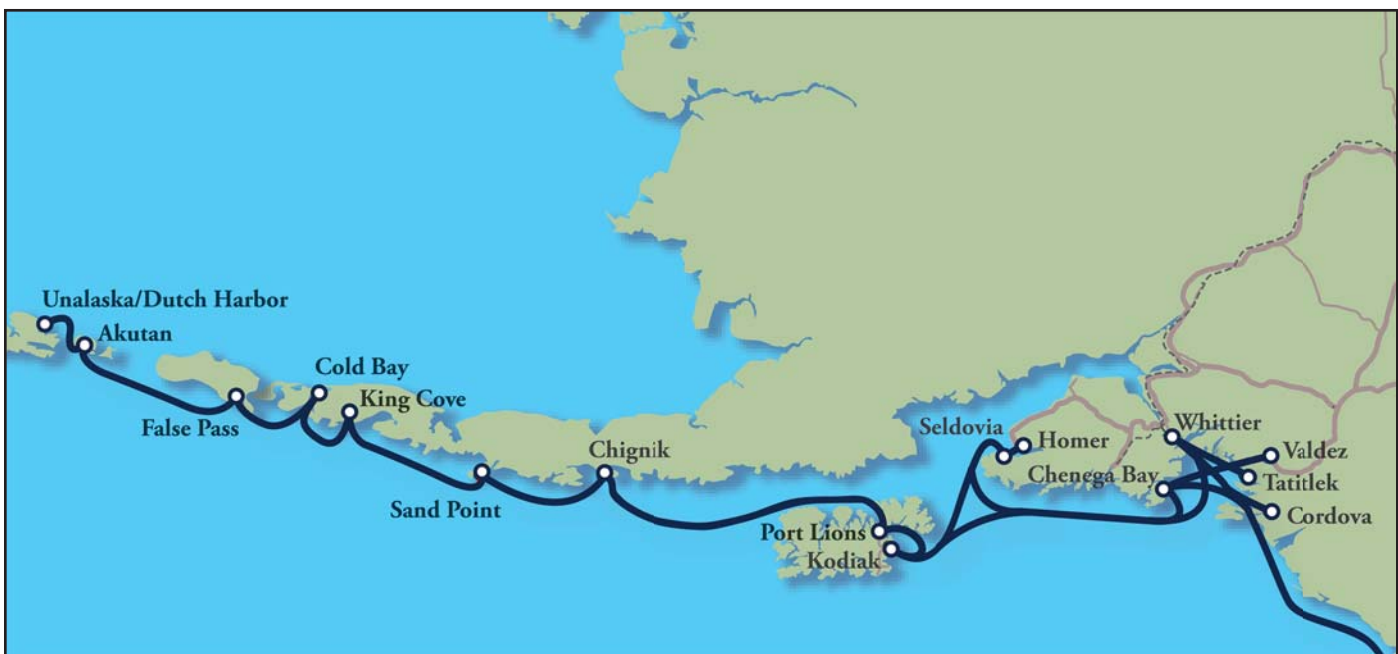 Unalaska/Dutch Harbor
Akutan
Cold Bay
King Cove
False Pass
Chignik
Sand Point
Seldovia
Homer
Whittier
Valdez
Chenega Bay
Tatitlek
Cordova
Port Lions
Kodiak